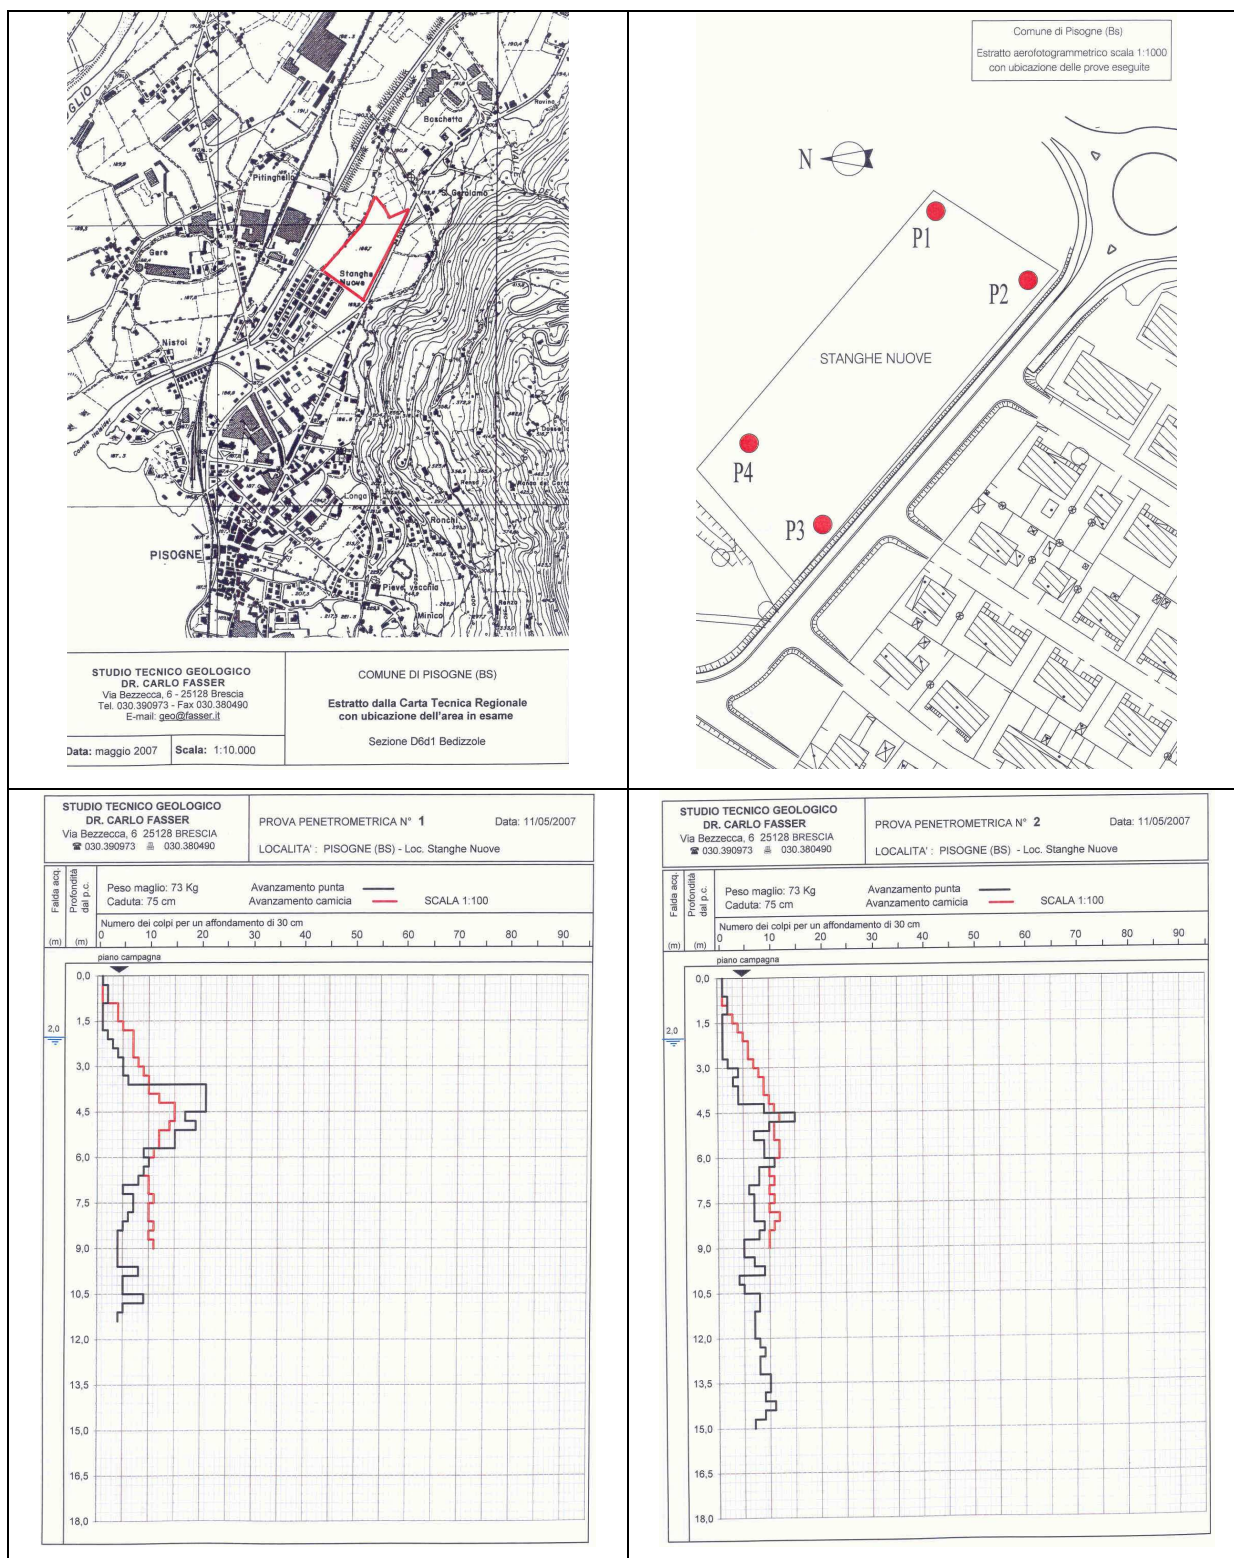 OGLIO
Boschetto
Ravina
Pitinghello
S. Gerolamo
Gare
Stanghe
Nuove
Nistoi
Longa
Ronchi
PISOGNE
Pieve vecchia
Minico
Ronzo
STUDIO TECNICO GEOLOGICO
DR. CARLO FASSER
Via Bezzecca, 6 - 25128 Brescia
Tel. 030.390973 - Fax 030.380490
E-mail: geo@fasser.it
Data: maggio 2007
Scala: 1:10.000
COMUNE DI PISOGNE (BS)
Estratto dalla Carta Tecnica Regionale
con ubicazione dell'area in esame
Sezione D6d1 Bedizzole
Comune di Pisogne (Bs)
Estratto aerofotogrammetrico scala 1:1000
con ubicazione delle prove eseguite
N
P1
P2
STANGHE NUOVE
P4
P3
STUDIO TECNICO GEOLOGICO
DR. CARLO FASSER
Via Bezzecca, 6 25128 BRESCIA
☎ 030.390973 030.380490
PROVA PENETROMETRICA N° 1 Data: 11/05/2007
LOCALITA' : PISOGNE (BS) - Loc. Stanghe Nuove
Falda acq.
(m)
Profondità
dal p.c.
(m)
Peso maglio: 73 Kg Avanzamento punta
Caduta: 75 cm Avanzamento camicia SCALA 1:100
Numero dei colpi per un affondamento di 30 cm
0 10 20 30 40 50 60 70 80 90
piano campagna
0,0
1,5
2,0
3,0
4,5
6,0
7,5
9,0
10,5
12,0
13,5
15,0
16,5
18,0
STUDIO TECNICO GEOLOGICO
DR. CARLO FASSER
Via Bezzecca, 6 25128 BRESCIA
☎ 030.390973 030.380490
PROVA PENETROMETRICA N° 2 Data: 11/05/2007
LOCALITA' : PISOGNE (BS) - Loc. Stanghe Nuove
Falda acq.
(m)
Profondità
dal p.c.
(m)
Peso maglio: 73 Kg Avanzamento punta
Caduta: 75 cm Avanzamento camicia SCALA 1:100
Numero dei colpi per un affondamento di 30 cm
0 10 20 30 40 50 60 70 80 90
piano campagna
0,0
1,5
2,0
3,0
4,5
6,0
7,5
9,0
10,5
12,0
13,5
15,0
16,5
18,0